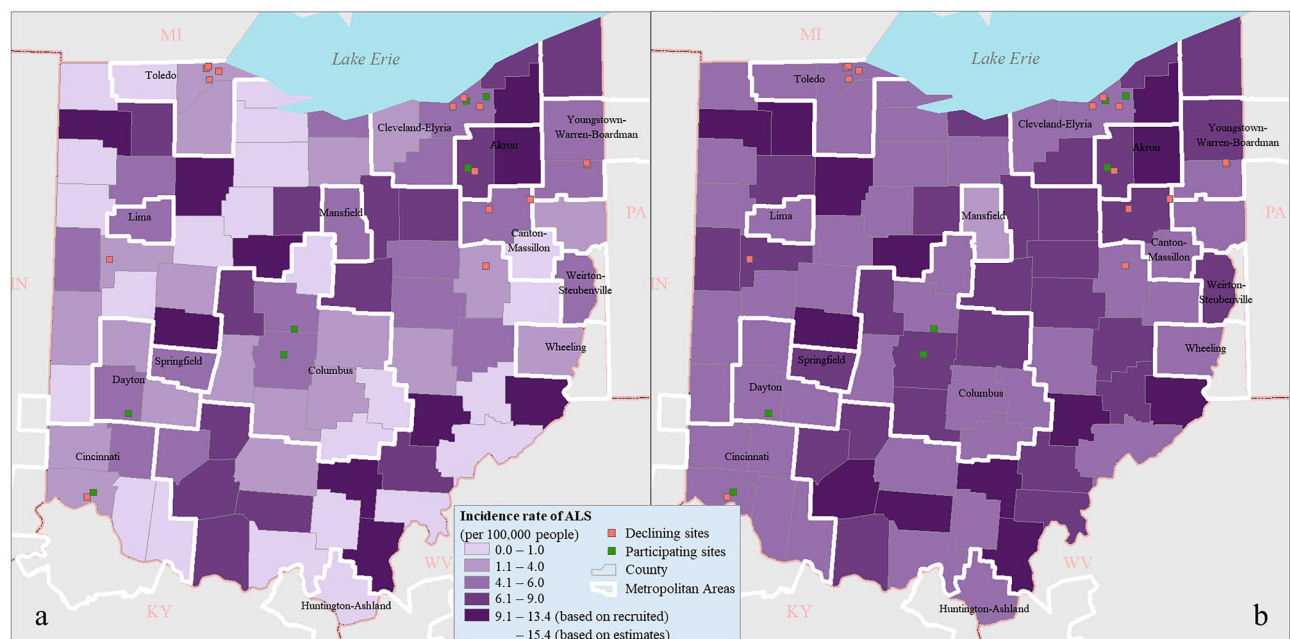 MI
Lake Erie
Toledo
Cleveland-Elyria
Youngstown-
Warren-Boardman
Akron
PA
Lima
Mansfield
Canton-
Massillon
IN
Weirton-
Steubenville
Springfield
Columbus
Wheeling
Dayton
Cincinnati
WV
KY
Huntington-Ashland
a
Incidence rate of ALS
(per 100,000 people)
0.0 – 1.0
1.1 – 4.0
4.1 – 6.0
6.1 – 9.0
9.1 – 13.4 (based on recruited)
– 15.4 (based on estimates)
Declining sites
Participating sites
County
Metropolitan Areas
MI
Lake Erie
Toledo
Cleveland-Elyria
Youngstown-
Warren-Boardman
Akron
PA
Lima
Mansfield
Canton-
Massillon
IN
Weirton-
Steubenville
Springfield
Wheeling
Dayton
Columbus
Cincinnati
WV
KY
Huntington-Ashland
b